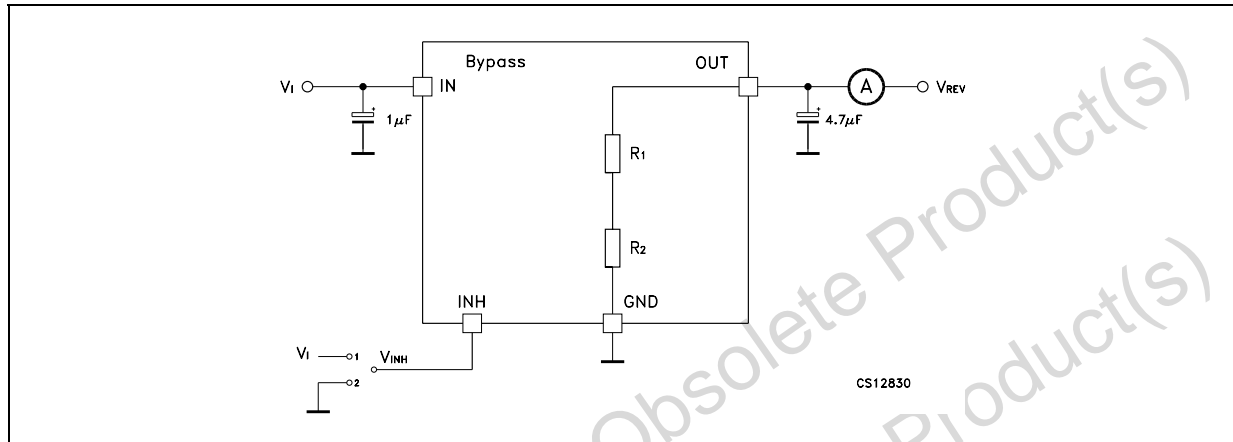 Bypass
OUT
VI
IN
A
VREV
1µF
4.7µF
R1
R2
INH
GND
VI
1
VINH
2
CS12830
Obsolete Product(s)
Product(s)